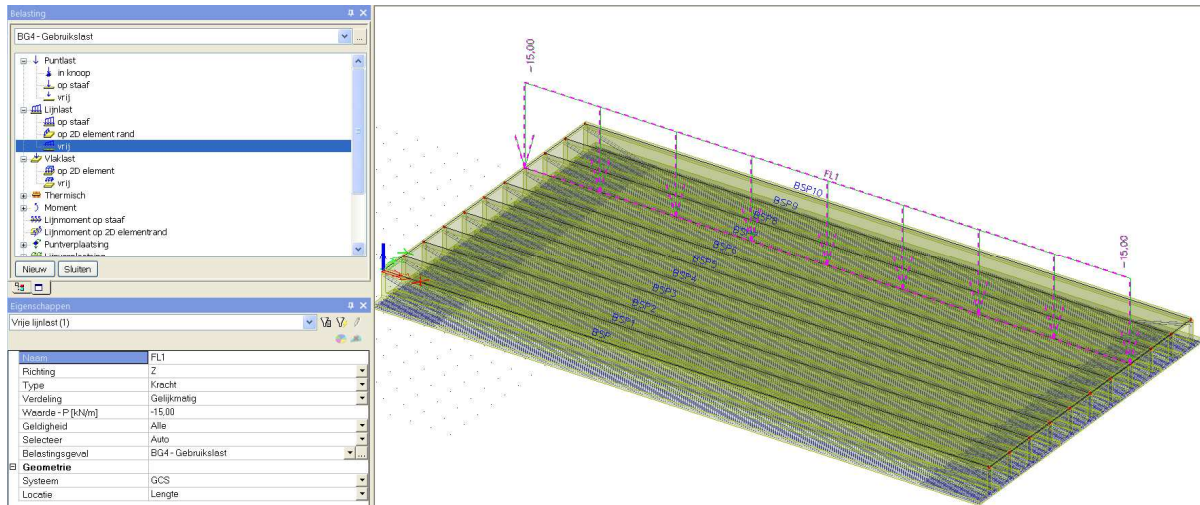 Belasting
BG4 - Gebruikslast
...
Puntlast
in knoop
op staaf
vrij
Lijnlast
op staaf
op 2D element rand
vrij
Vlaklast
op 2D element
vrij
Thermisch
Moment
Lijnmoment op staaf
Lijnmoment op 2D elementrand
Puntverplaatsing
Lijnverplaatsing
Nieuw
Sluiten
Eigenschappen
Vrije lijnlast (1)
Naam FL1
Richting Z
Type Kracht
Verdeling Gelijkmatig
Waarde - P [kN/m] -15,00
Geldigheid Alle
Selecteer Auto
Belastingsgeval BG4 - Gebruikslast ...
Geometrie
Systeem GCS
Locatie Lengte
-15,00
FL1
BSP10
BSP9
BSP8
BSP6
BSP5
BSP4
BSP3
BSP2
BSP1
BSP
-15,00